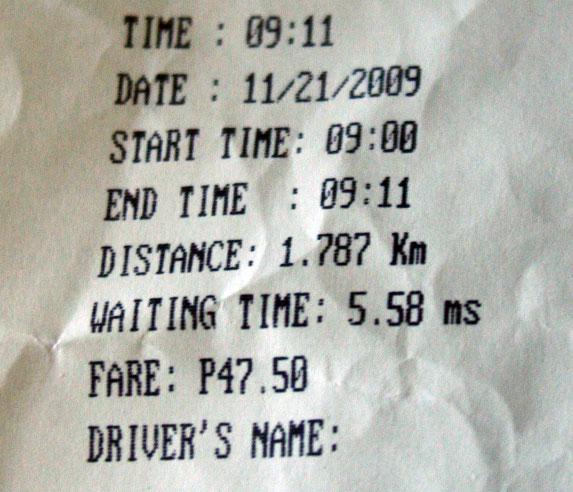 TIME : 09:11
DATE : 11/21/2009
START TIME: 09:00
END TIME : 09:11
DISTANCE: 1.787 Km
WAITING TIME: 5.58 ms
FARE: P47.50
DRIVER'S NAME: